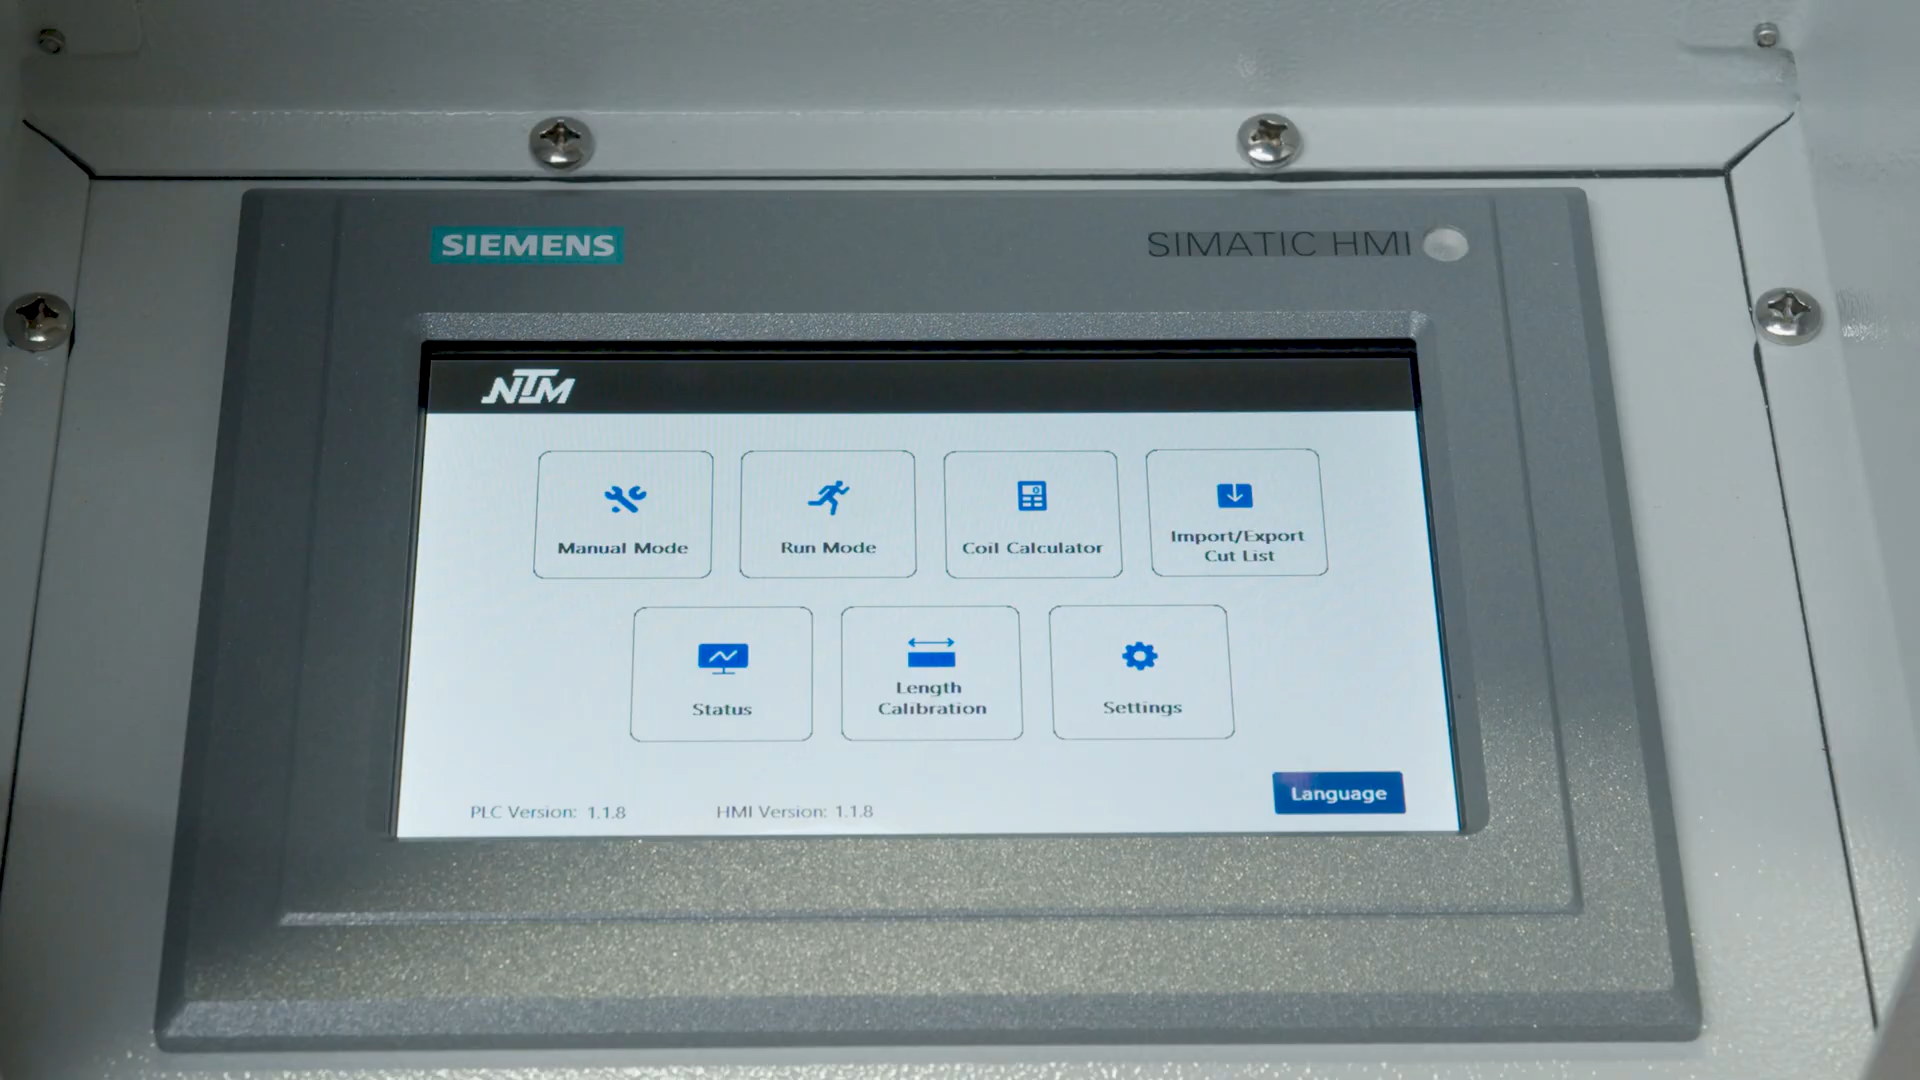 SIEMENS
SIMATIC HMI
NTM
Manual Mode
Run Mode
Coil Calculator
Import/Export
Cut List
Status
Length
Calibration
Settings
PLC Version: 1.1.8
HMI Version: 1.1.8
Language